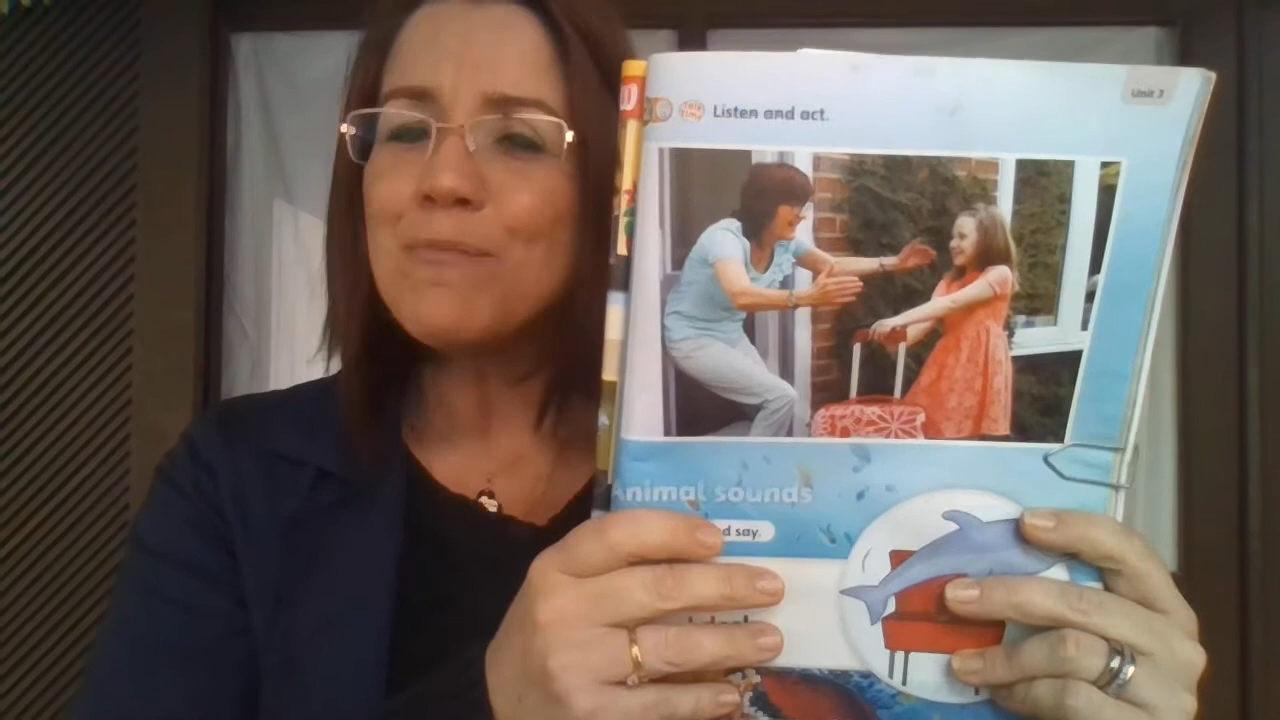 Unit 3
Listen and act.
Animal sounds
d say.